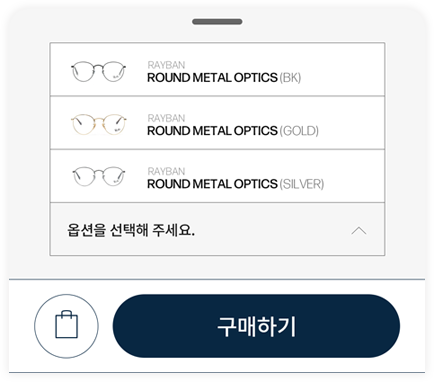 RAYBAN
ROUND METAL OPTICS (BK)
RAYBAN
ROUND METAL OPTICS (GOLD)
RAYBAN
ROUND METAL OPTICS (SILVER)
옵션을 선택해 주세요.
구매하기